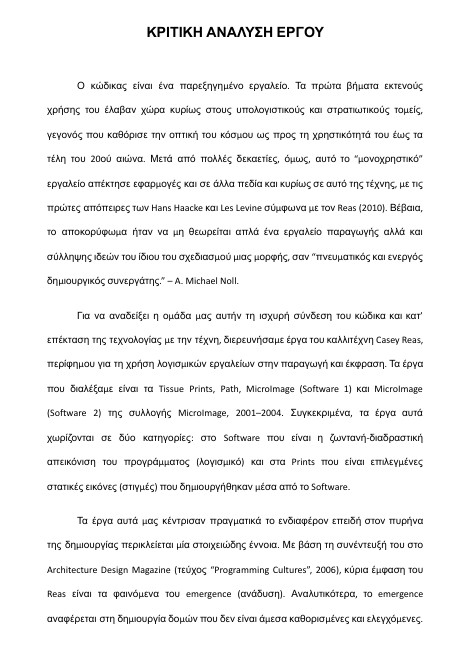 ΚΡΙΤΙΚΗ ΑΝΑΛΥΣΗ ΕΡΓΟΥ
Ο κώδικας είναι ένα παρεξηγημένο εργαλείο. Τα πρώτα βήματα εκτενούς
χρήσης του έλαβαν χώρα κυρίως στους υπολογιστικούς και στρατιωτικούς τομείς,
γεγονός που καθόρισε την οπτική του κόσμου ως προς τη χρηστικότητά του έως τα
τέλη του 20ού αιώνα. Μετά από πολλές δεκαετίες, όμως, αυτό το “μονοχρηστικό”
εργαλείο απέκτησε εφαρμογές και σε άλλα πεδία και κυρίως σε αυτό της τέχνης, με τις
πρώτες απόπειρες των Hans Haacke και Les Levine σύμφωνα με τον Reas (2010). Βέβαια,
το αποκορύφωμα ήταν να μη θεωρείται απλά ένα εργαλείο παραγωγής αλλά και
σύλληψης ιδεών του ίδιου του σχεδιασμού μιας μορφής, σαν “πνευματικός και ενεργός
δημιουργικός συνεργάτης.” – A. Michael Noll.
Για να αναδείξει η ομάδα μας αυτήν τη ισχυρή σύνδεση του κώδικα και κατ’
επέκταση της τεχνολογίας με την τέχνη, διερευνήσαμε έργα του καλλιτέχνη Casey Reas,
περίφημου για τη χρήση λογισμικών εργαλείων στην παραγωγή και έκφραση. Τα έργα
που διαλέξαμε είναι τα Tissue Prints, Path, MicroImage (Software 1) και MicroImage
(Software 2) της συλλογής MicroImage, 2001–2004. Συγκεκριμένα, τα έργα αυτά
χωρίζονται σε δύο κατηγορίες: στο Software που είναι η ζωντανή-διαδραστική
απεικόνιση του προγράμματος (λογισμικό) και στα Prints που είναι επιλεγμένες
στατικές εικόνες (στιγμές) που δημιουργήθηκαν μέσα από το Software.
Τα έργα αυτά μας κέντρισαν πραγματικά το ενδιαφέρον επειδή στον πυρήνα
της δημιουργίας περικλείεται μία στοιχειώδης έννοια. Με βάση τη συνέντευξή του στο
Architecture Design Magazine (τεύχος “Programming Cultures”, 2006), κύρια έμφαση του
Reas είναι τα φαινόμενα του emergence (ανάδυση). Αναλυτικότερα, το emergence
αναφέρεται στη δημιουργία δομών που δεν είναι άμεσα καθορισμένες και ελεγχόμενες.